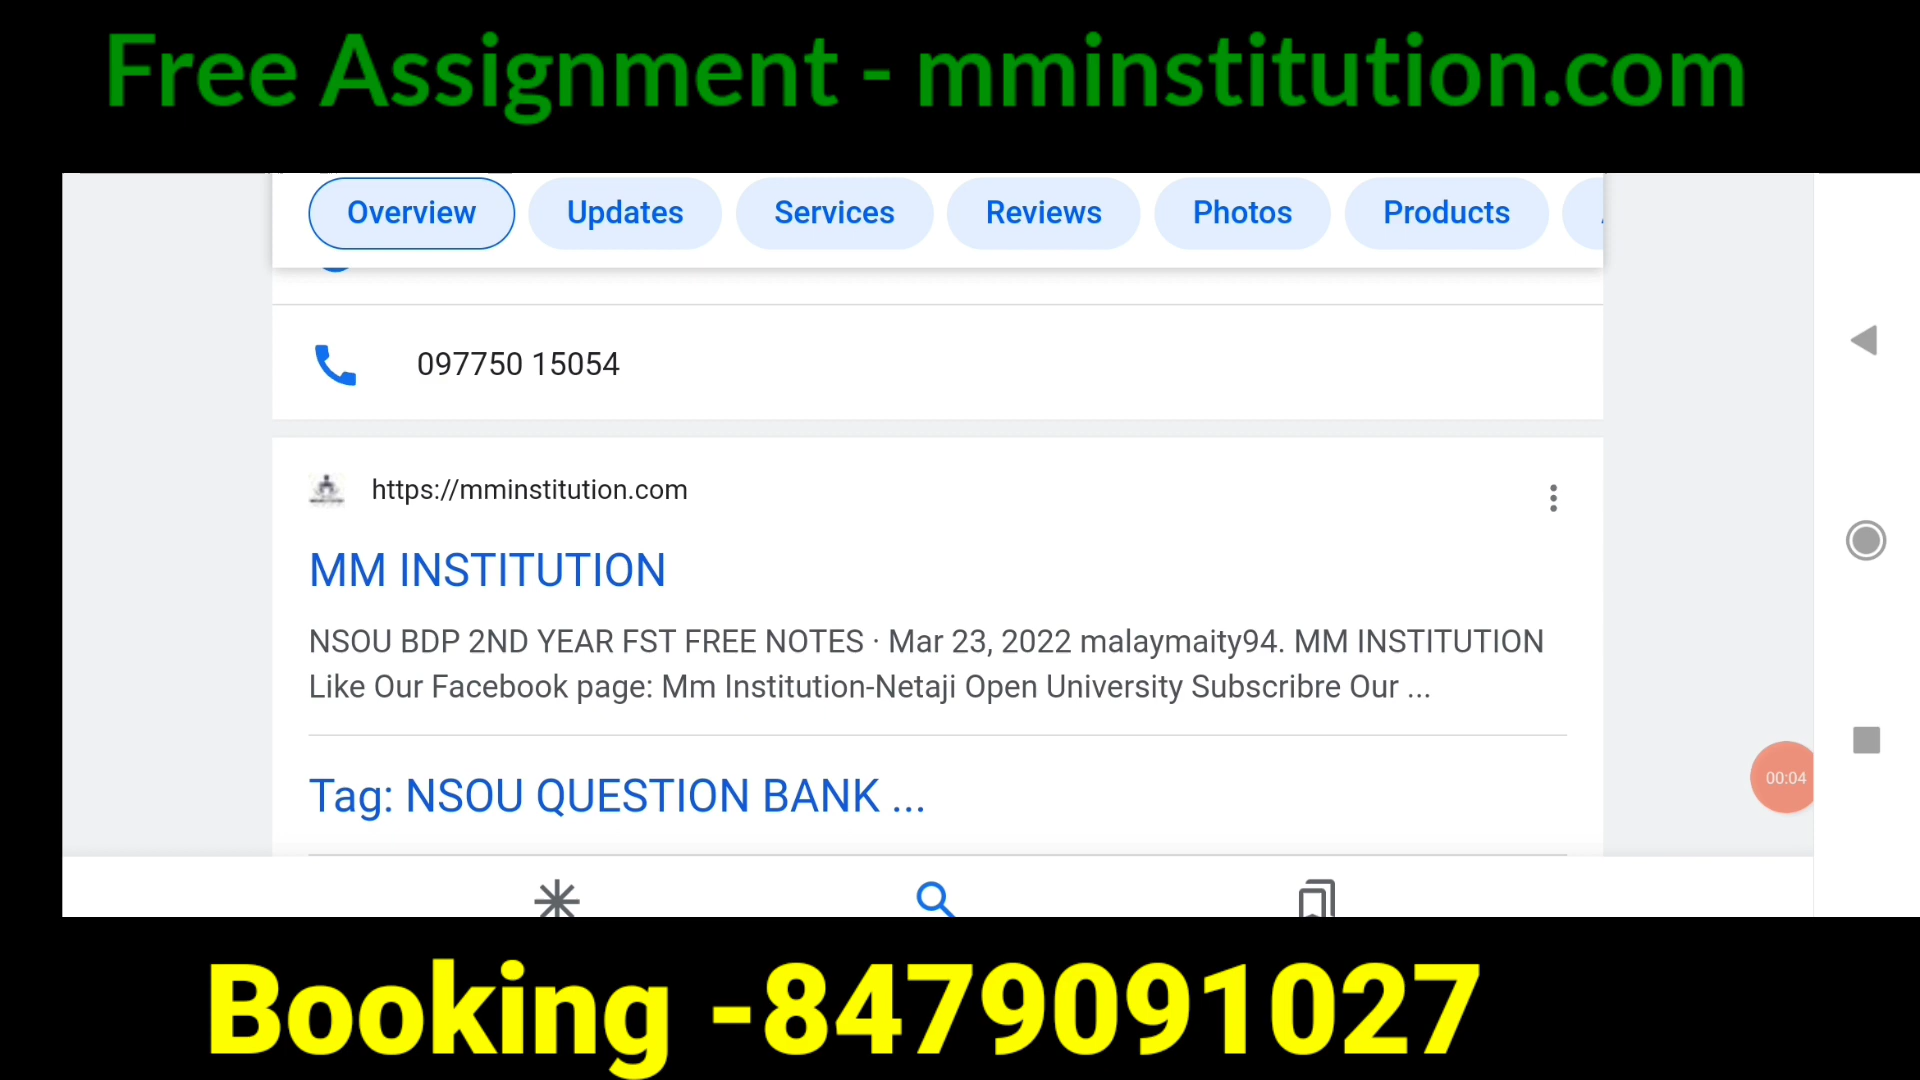 Free Assignment - mminstitution.com
Overview Updates Services Reviews Photos Products
097750 15054
https://mminstitution.com
MM INSTITUTION
NSOU BDP 2ND YEAR FST FREE NOTES · Mar 23, 2022 malaymaity94. MM INSTITUTION
Like Our Facebook page: Mm Institution-Netaji Open University Subscribre Our ...
Tag: NSOU QUESTION BANK ...
00:04
Booking -8479091027